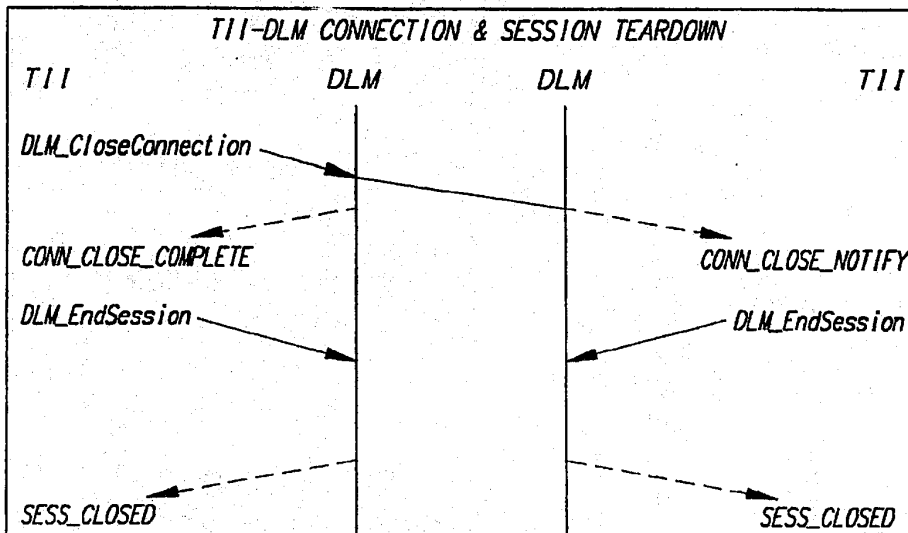 TII-DLM CONNECTION & SESSION TEARDOWN
TII DLM DLM TII
DLM_CloseConnection
CONN_CLOSE_COMPLETE CONN_CLOSE_NOTIFY
DLM_EndSession DLM_EndSession
SESS_CLOSED SESS_CLOSED